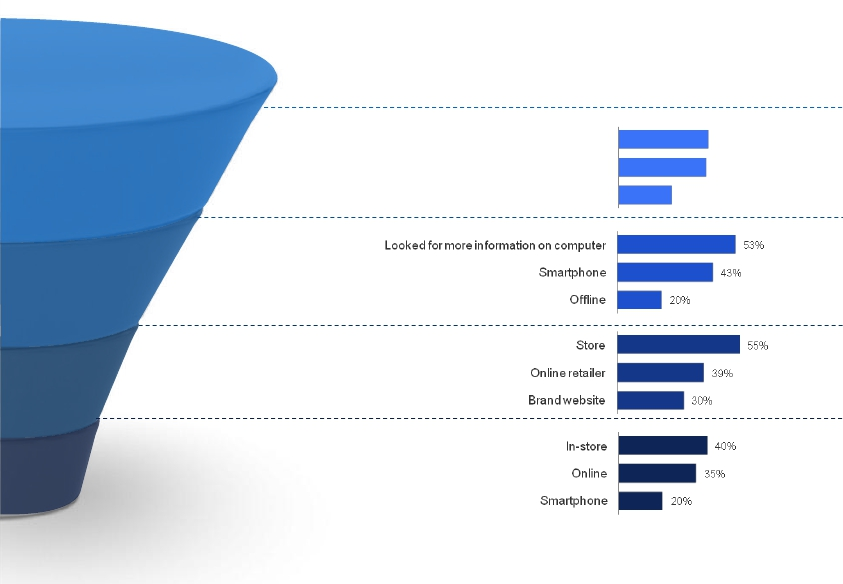 Looked for more information on computer 53%
Smartphone 43%
Offline 20%
Store 55%
Online retailer 39%
Brand website 30%
In-store 40%
Online 35%
Smartphone 20%